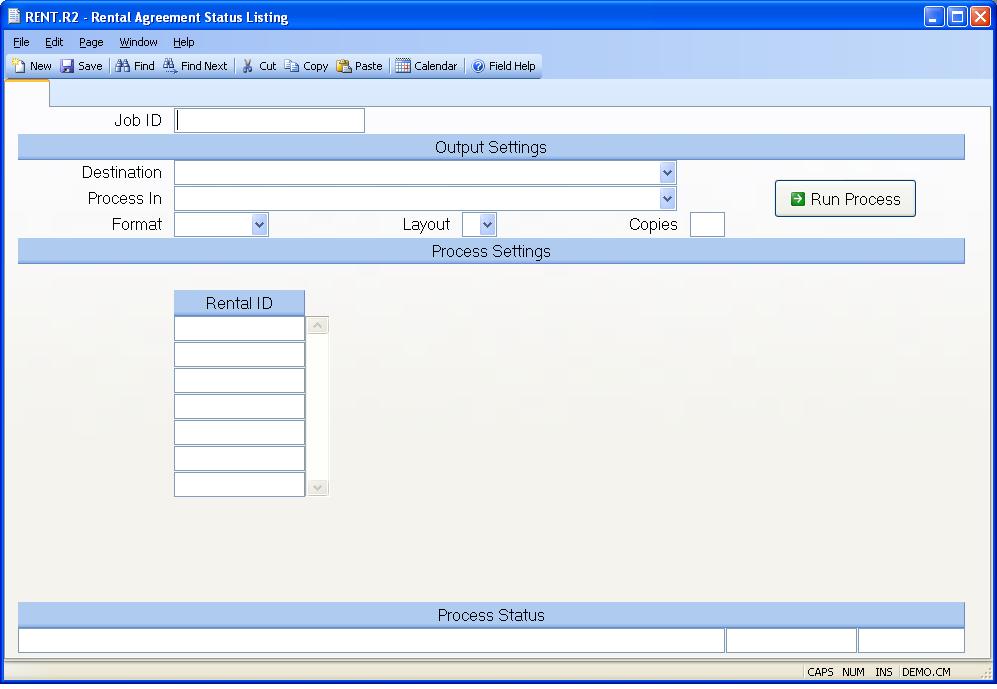 RENT.R2 - Rental Agreement Status Listing
File Edit Page Window Help
New Save Find Find Next Cut Copy Paste Calendar Field Help
Job ID
Output Settings
Destination
Process In
Run Process
Format Layout Copies
Process Settings
Rental ID
Process Status
CAPS NUM INS DEMO.CM